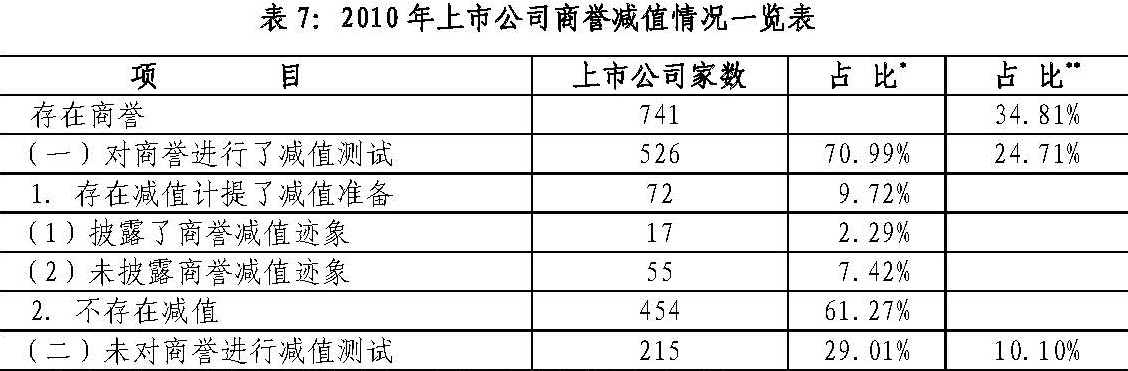 表 7: 2010 年上市公司商誉减值情况一览表
项 目 上市公司家数 占 比* 占 比**
存在商誉 741 34.81%
(一)对商誉进行了减值测试 526 70.99% 24.71%
1. 存在减值计提了减值准备 72 9.72%
(1)披露了商誉减值迹象 17 2.29%
(2)未披露商誉减值迹象 55 7.42%
2. 不存在减值 454 61.27%
(二)未对商誉进行减值测试 215 29.01% 10.10%